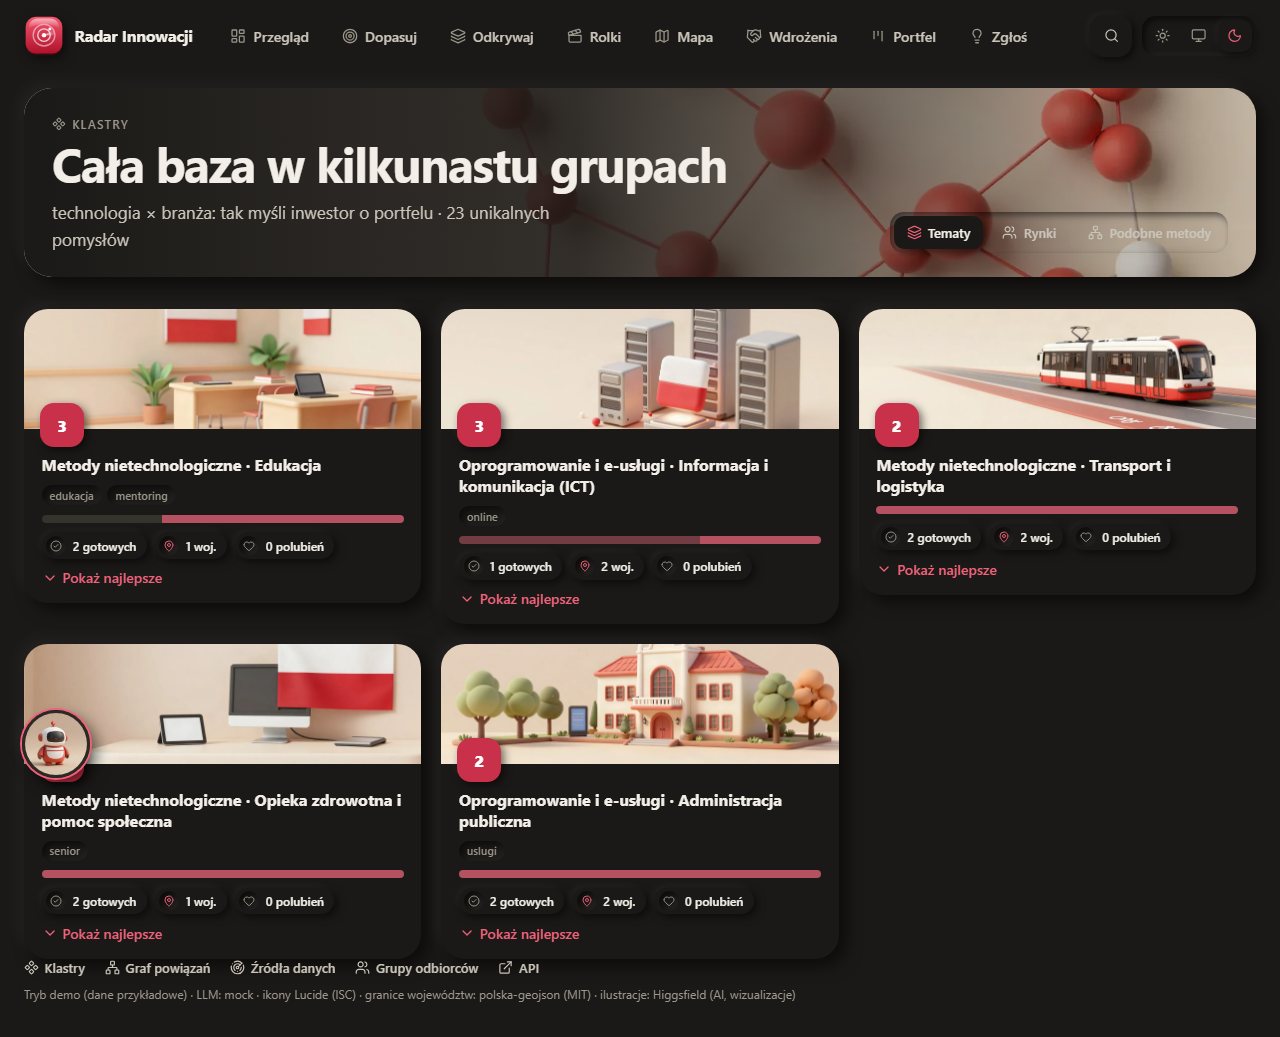 Radar Innowacji
Przegląd
Dopasuj
Odkrywaj
Rolki
Mapa
Wdrożenia
Portfel
Zgłoś
KLASTRY
Cała baza w kilkunastu grupach
technologia × branża: tak myśli inwestor o portfelu · 23 unikalnych
pomysłów
Tematy
Rynki
Podobne metody
3
Metody nietechnologiczne · Edukacja
edukacja
mentoring
2 gotowych
1 woj.
0 polubień
Pokaż najlepsze
3
Oprogramowanie i e-usługi · Informacja i
komunikacja (ICT)
online
1 gotowych
2 woj.
0 polubień
Pokaż najlepsze
2
Metody nietechnologiczne · Transport i
logistyka
2 gotowych
2 woj.
0 polubień
Pokaż najlepsze
Metody nietechnologiczne · Opieka zdrowotna i
pomoc społeczna
senior
2 gotowych
1 woj.
0 polubień
Pokaż najlepsze
2
Oprogramowanie i e-usługi · Administracja
publiczna
uslugi
2 gotowych
2 woj.
0 polubień
Pokaż najlepsze
Klastry
Graf powiązań
Źródła danych
Grupy odbiorców
API
Tryb demo (dane przykładowe) · LLM: mock · ikony Lucide (ISC) · granice województw: polska-geojson (MIT) · ilustracje: Higgsfield (AI, wizualizacje)